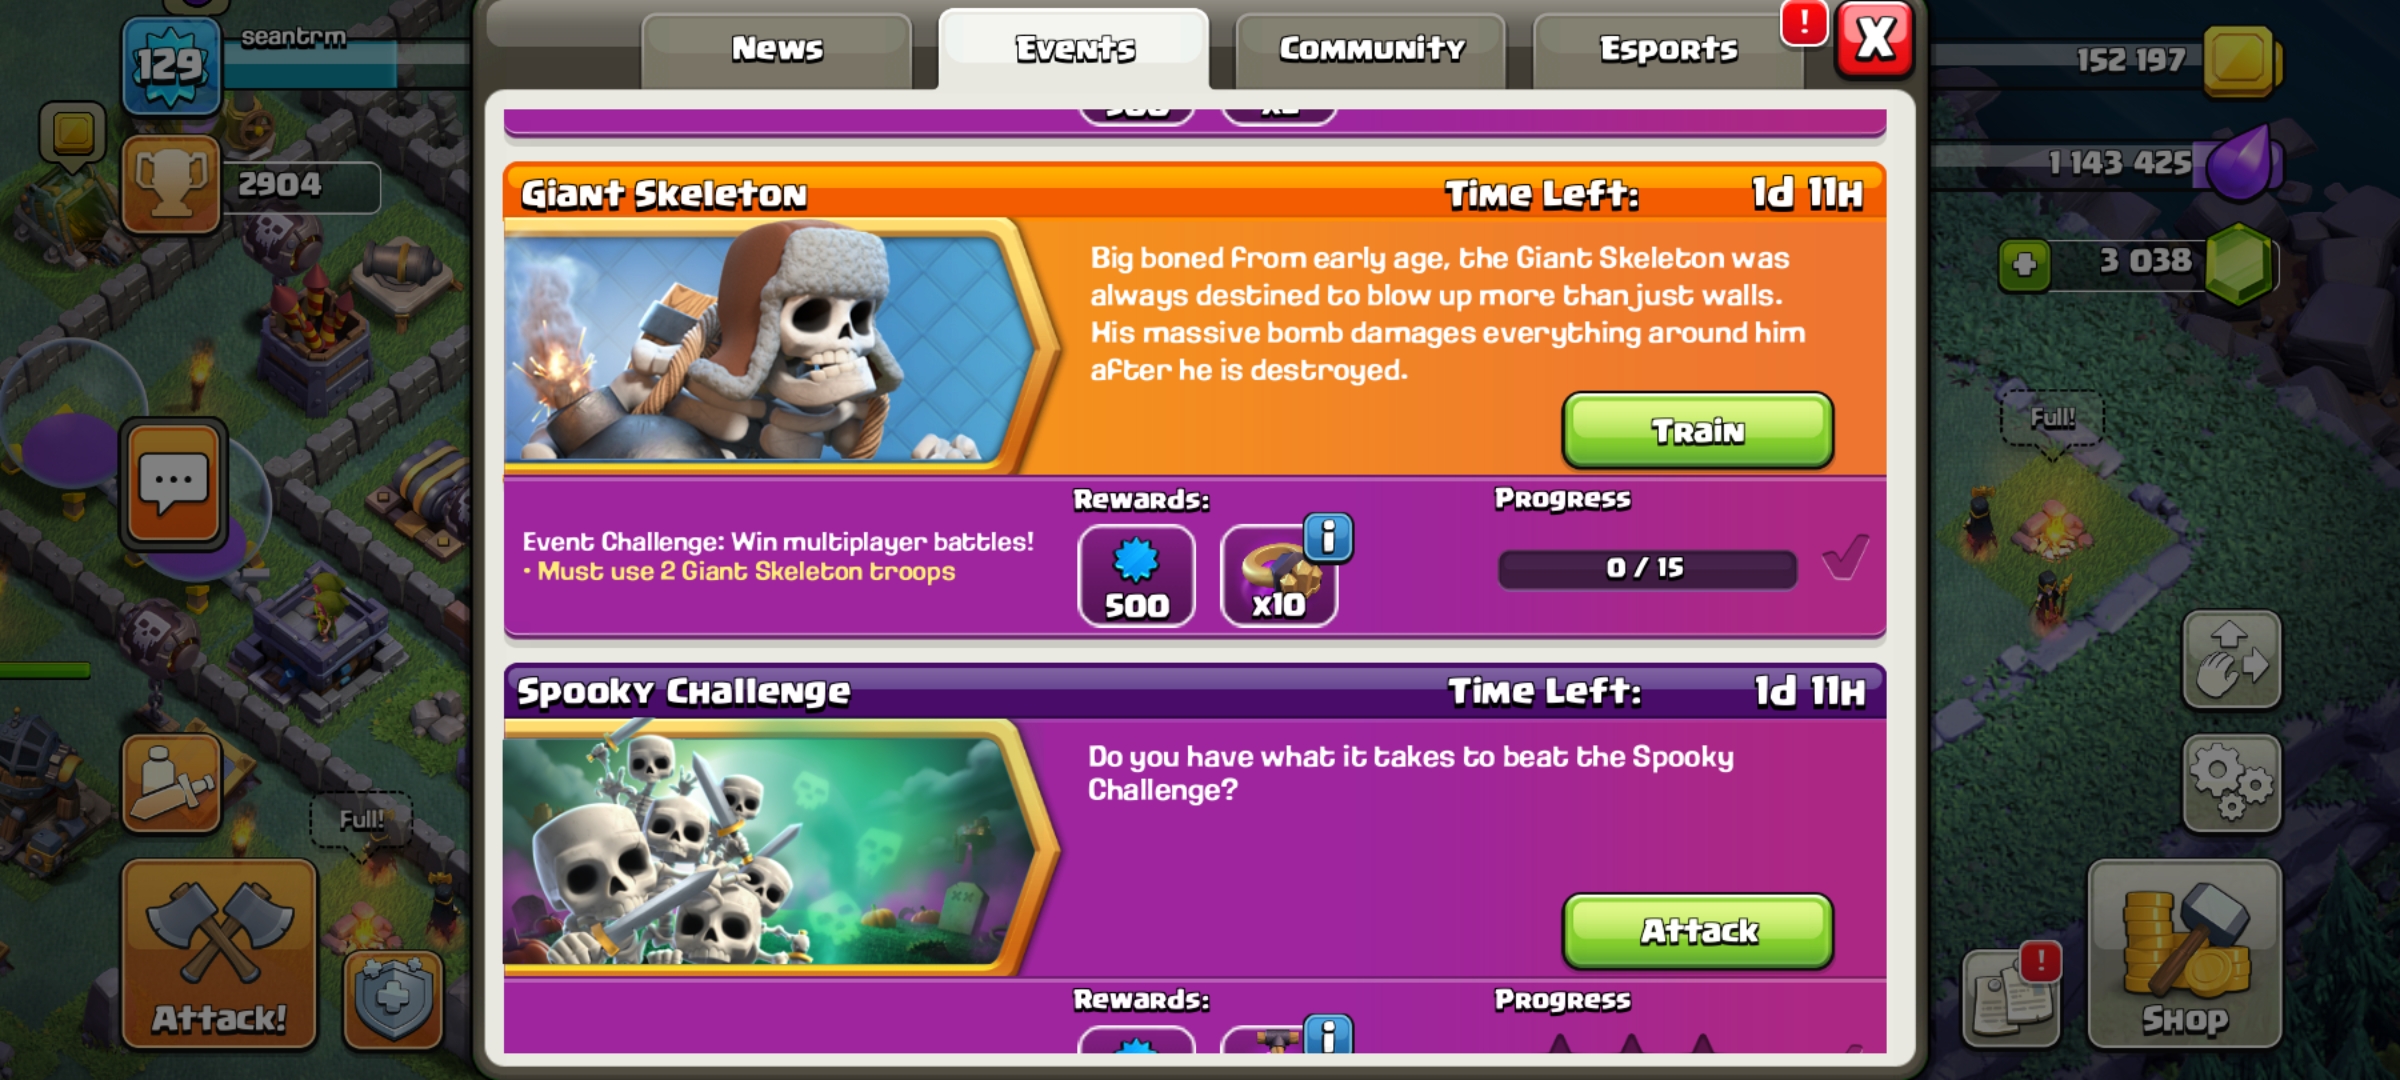 129
seantrm
2904
News
Events
Community
Esports
!
X
152 197
1 143 425
3 038
Giant Skeleton
Time Left:
1d 11H
Big boned from early age, the Giant Skeleton was
always destined to blow up more than just walls.
His massive bomb damages everything around him
after he is destroyed.
Train
Event Challenge: Win multiplayer battles!
• Must use 2 Giant Skeleton troops
Rewards:
500
i
x10
Progress
0 / 15
Spooky Challenge
Time Left:
1d 11H
Do you have what it takes to beat the Spooky
Challenge?
Attack
Rewards:
i
Progress
Full!
Full!
Attack!
!
Shop